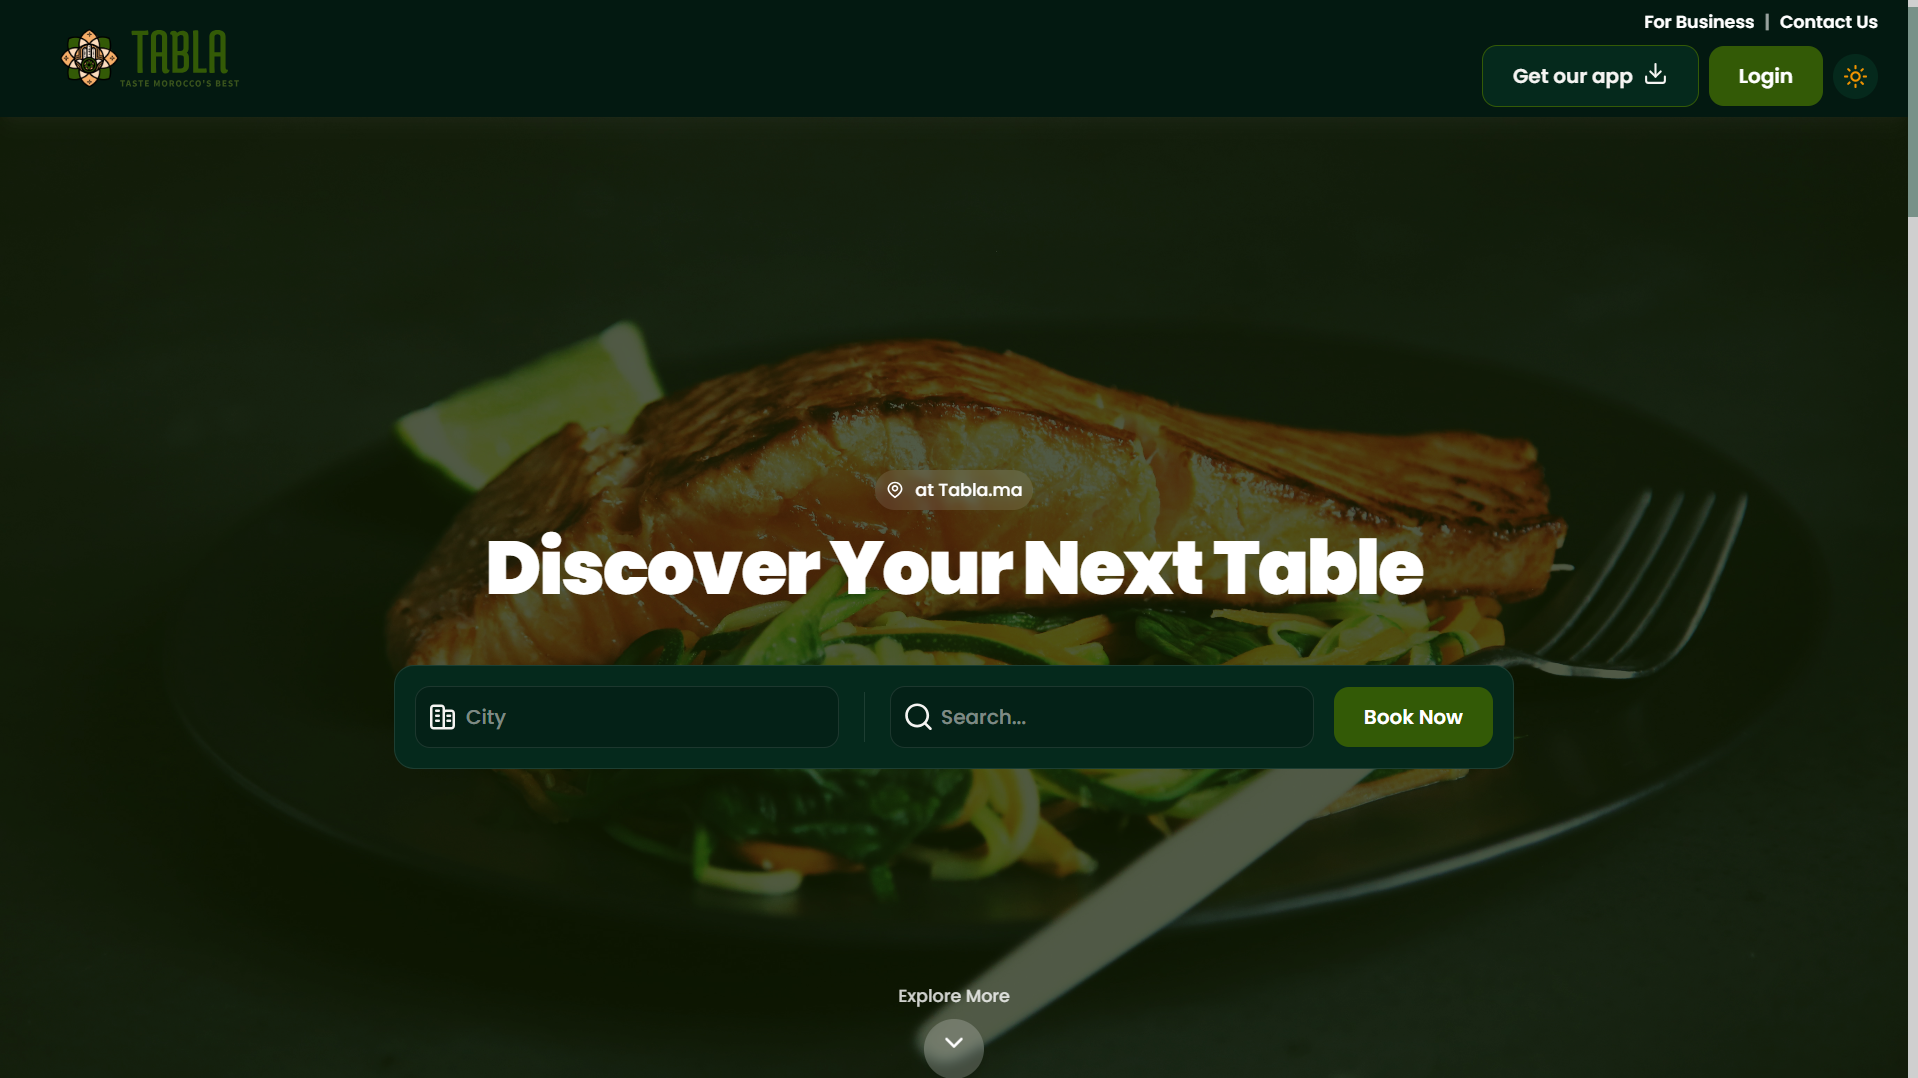 For Business | Contact Us
TABLA
TASTE MOROCCO'S BEST
Get our app
Login
at Tabla.ma
Discover Your Next Table
City
Search...
Book Now
Explore More